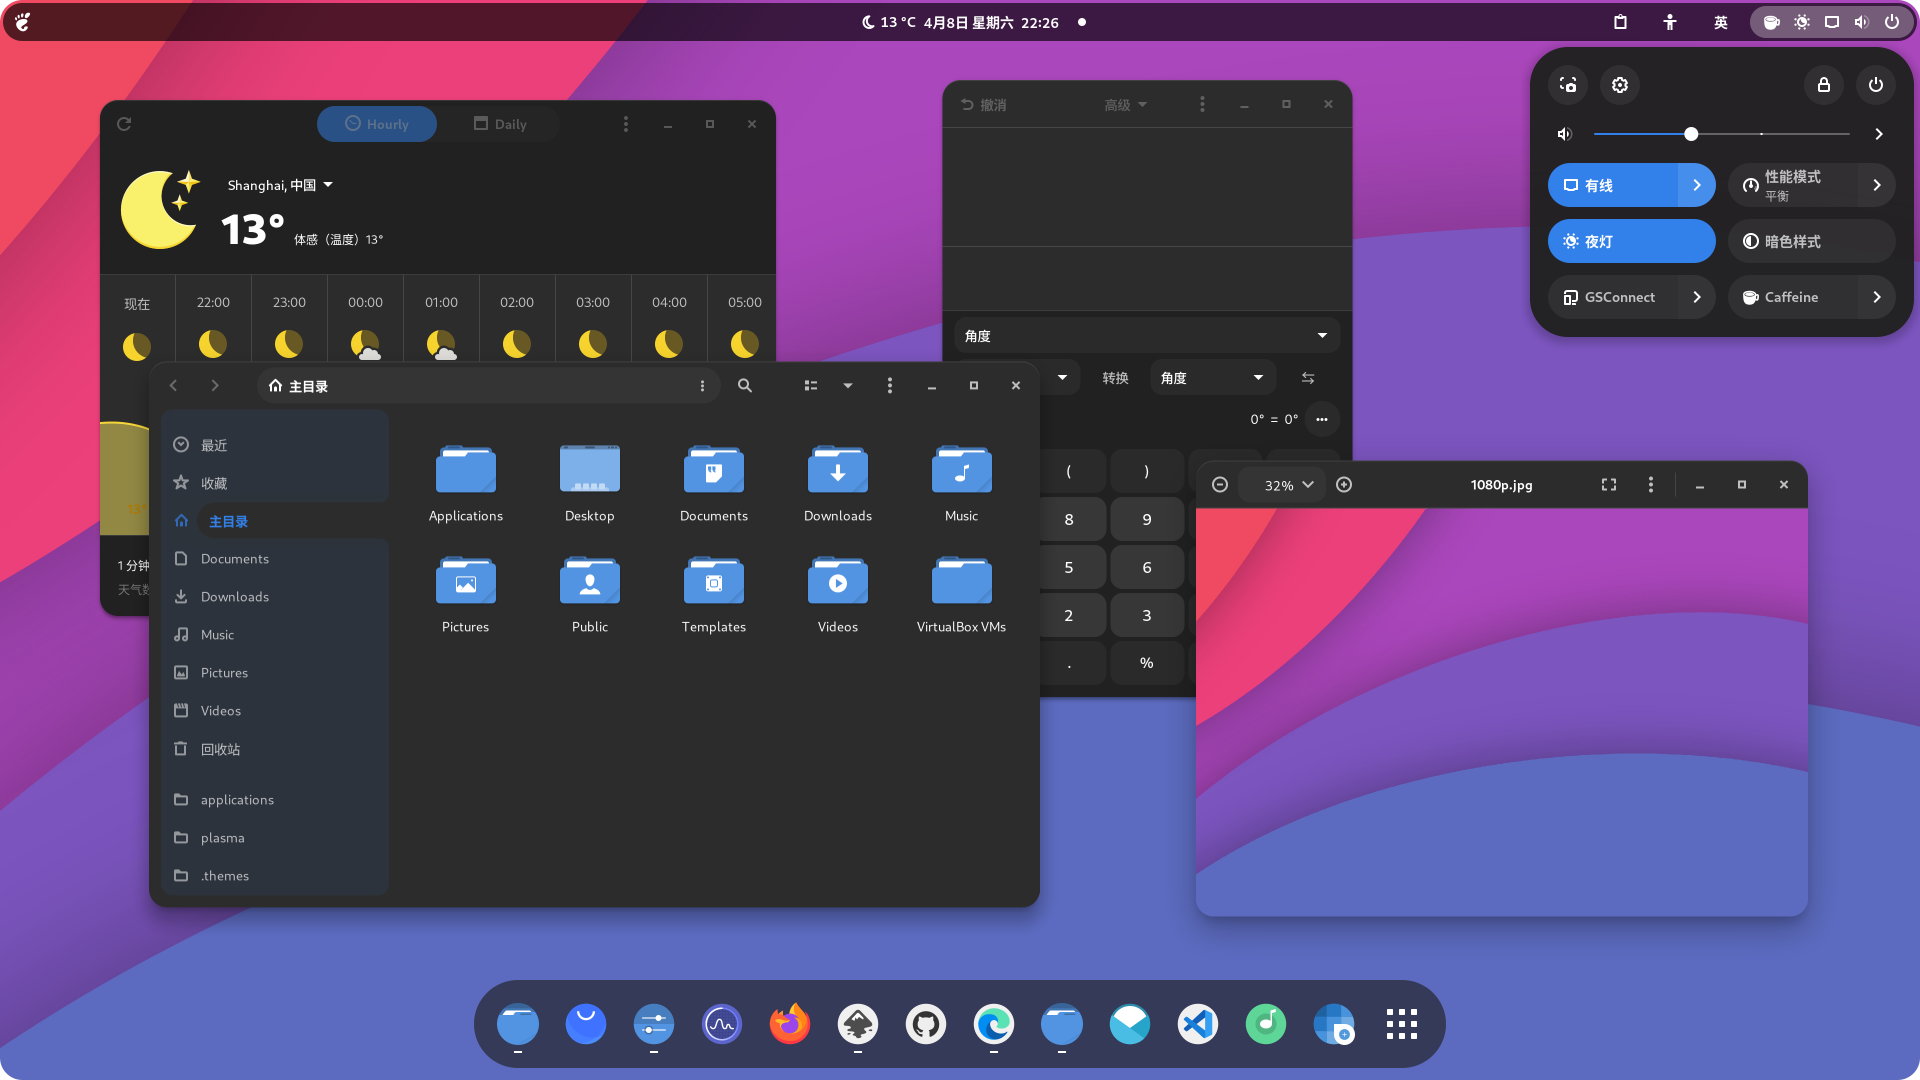 13 °C 4月8日 星期六 22:26
英
Hourly
Daily
Shanghai, 中国
13°
体感（温度）13°
现在 22:00 23:00 00:00 01:00 02:00 03:00 04:00 05:00
1 分钟
撤消
高级
角度
转换
角度
0° = 0°
( )
8 9
5 6
2 3
. %
主目录
最近
收藏
主目录
Documents
Downloads
Music
Pictures
Videos
回收站
applications
plasma
.themes
Applications
Desktop
Documents
Downloads
Music
Pictures
Public
Templates
Videos
VirtualBox VMs
32%
1080p.jpg
有线
性能模式
平衡
夜灯
暗色样式
GSConnect
Caffeine